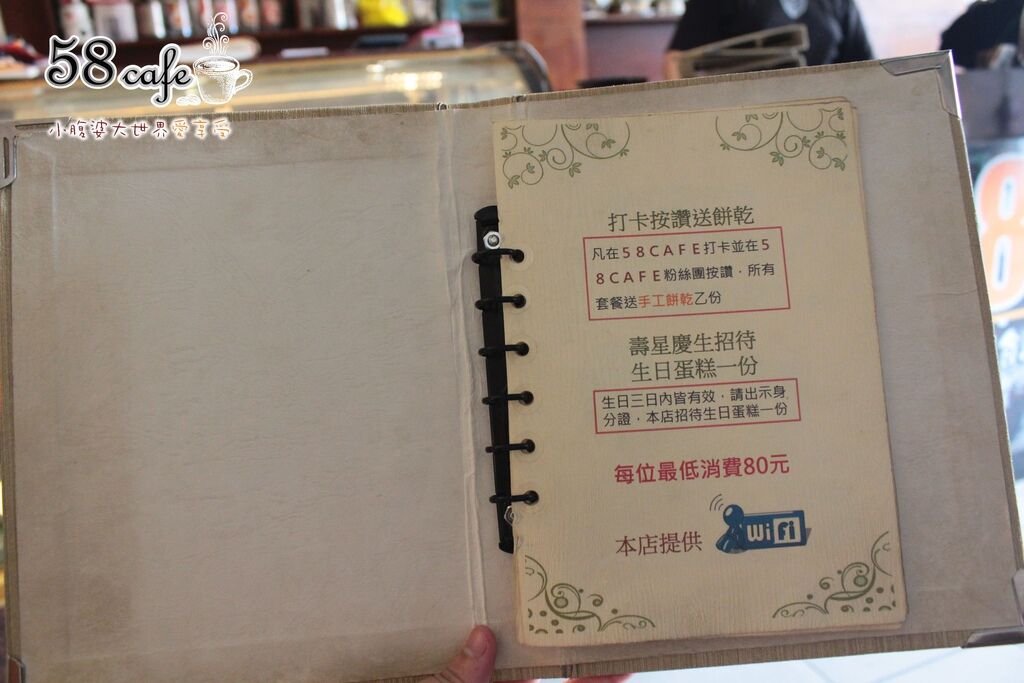 58 cafe
小腹婆大世界愛享受
打卡按讚送餅乾
凡在58CAFE打卡並在5
8CAFE粉絲團按讚，所有
套餐送手工餅乾乙份
壽星慶生招待
生日蛋糕一份
生日三日內皆有效，請出示身
分證，本店招待生日蛋糕一份
每位最低消費80元
本店提供 WiFi
8